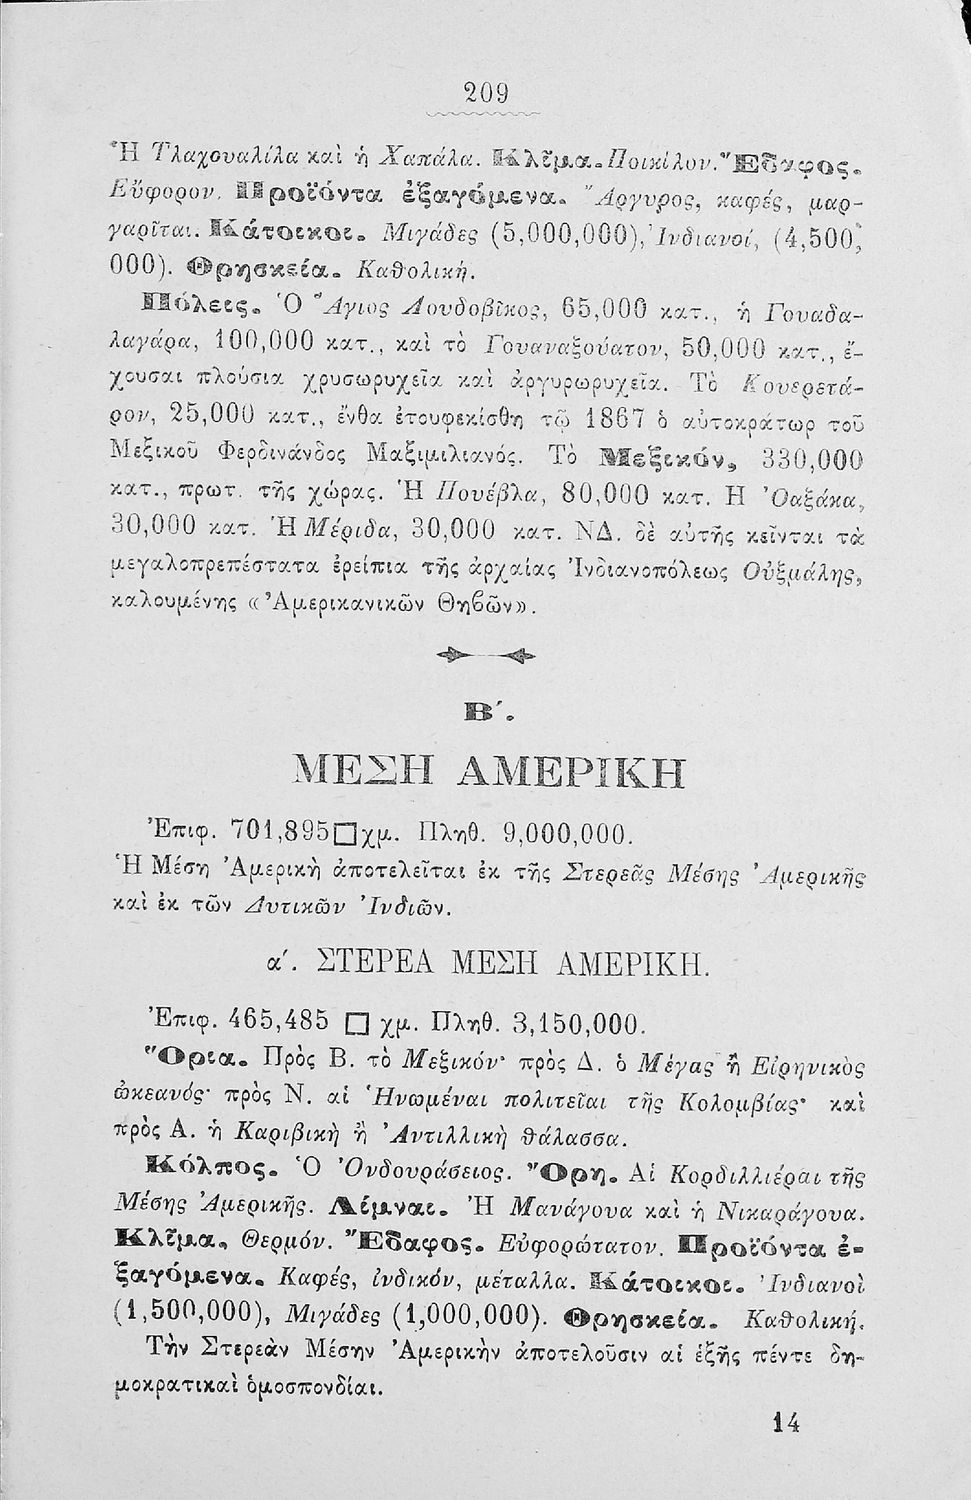 209
Ἡ Τλαχουαλίλα καὶ ἡ Χαπάλα. Κλῖμα. Ποικίλον. Ἔδαφος.
Εὔφορον. Προϊόντα ἐξαγόμενα. Ἄργυρος, καφές, μαρ-
γαρῖται. Κάτοικοι. Μιγάδες (5,000,000), Ἰνδιανοί, (4,500,
000). Θρησκεία. Καθολική.
Πόλεις. Ὁ Ἅγιος Λουδοβῖκος, 65,000 κατ., ἡ Γουαδα-
λαγάρα, 100,000 κατ., καὶ τὸ Γουαναξούατον, 50,000 κατ., ἔ-
χουσαι πλούσια χρυσωρυχεῖα καὶ ἀργυρωρυχεῖα. Τὸ Κουερετά-
ρον, 25,000 κατ., ἔνθα ἐτουφεκίσθη τῷ 1867 ὁ αὐτοκράτωρ τοῦ
Μεξικοῦ Φερδινάνδος Μαξιμιλιανός. Τὸ Μεξικόν, 330,000
κατ., πρωτ. τῆς χώρας. Ἡ Πουέβλα, 80,000 κατ. Η Ὀαξάκα,
30,000 κατ. Ἡ Μέριδα, 30,000 κατ. ΝΔ. δὲ αὐτῆς κεῖνται τὰ
μεγαλοπρεπέστατα ἐρείπια τῆς ἀρχαίας Ἰνδιανοπόλεως Οὐξμάλης,
καλουμένης «Ἀμερικανικῶν Θηβῶν».
Β΄.
ΜΕΣΗ ΑΜΕΡΙΚΗ
Ἐπιφ. 701,895□χμ. Πληθ. 9,000,000.
Ἡ Μέση Ἀμερικὴ ἀποτελεῖται ἐκ τῆς Στερεᾶς Μέσης Ἀμερικῆς
καὶ ἐκ τῶν Δυτικῶν Ἰνδιῶν.
α΄. ΣΤΕΡΕΑ ΜΕΣΗ ΑΜΕΡΙΚΗ.
Ἐπιφ. 465,485 □ χμ. Πληθ. 3,150,000.
Ὅρια. Πρὸς Β. τὸ Μεξικόν· πρὸς Δ. ὁ Μέγας ἢ Εἰρηνικὸς
ὠκεανός· πρὸς Ν. αἱ Ἡνωμέναι πολιτεῖαι τῆς Κολομβίας· καὶ
πρὸς Α. ἡ Καριβικὴ ἢ Ἀντιλλικὴ θάλασσα.
Κόλπος. Ὁ Ὀνδουράσειος. Ὄρη. Αἱ Κορδιλλιέραι τῆς
Μέσης Ἀμερικῆς. Λίμναι. Ἡ Μανάγουα καὶ ἡ Νικαράγουα.
Κλῖμα. Θερμόν. Ἔδαφος. Εὐφορώτατον. Προϊόντα ἐ-
ξαγόμενα. Καφές, ἰνδικόν, μέταλλα. Κάτοικοι. Ἰνδιανοὶ
(1,500,000), Μιγάδες (1,000,000). Θρησκεία. Καθολική.
Τὴν Στερεὰν Μέσην Ἀμερικὴν ἀποτελοῦσιν αἱ ἑξῆς πέντε δη-
μοκρατικαὶ ὁμοσπονδίαι.
14